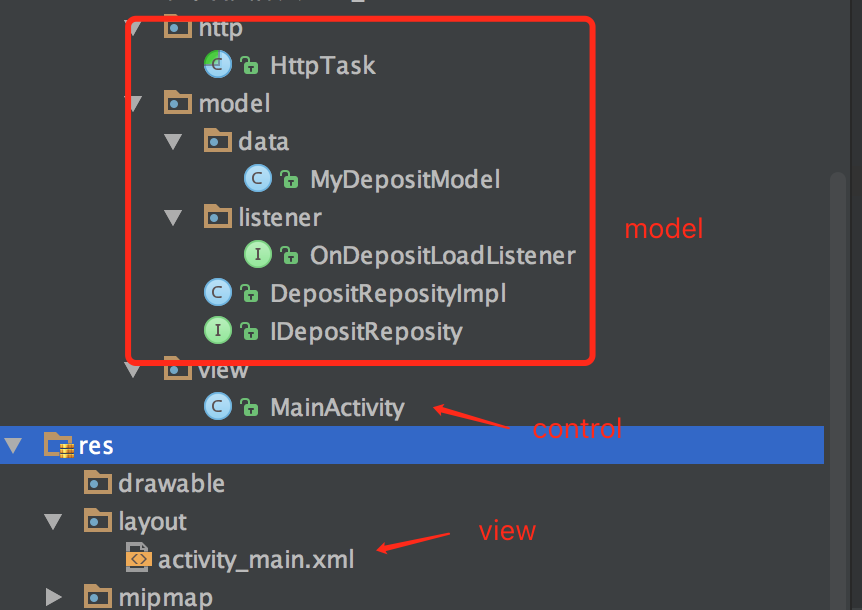 http
HttpTask
model
data
MyDepositModel
listener
model
OnDepositLoadListener
DepositReposityImpl
IDepositReposity
view
MainActivity
control
res
drawable
layout
view
activity_main.xml
mipmap